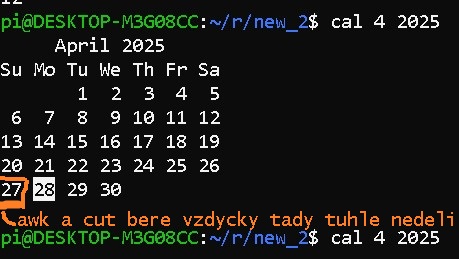 pi@DESKTOP-M3G08CC:~/r/new_2$ cal 4 2025
     April 2025
Su Mo Tu We Th Fr Sa
       1  2  3  4  5
 6  7  8  9 10 11 12
13 14 15 16 17 18 19
20 21 22 23 24 25 26
27 28 29 30
awk a cut bere vzdycky tady tuhle nedeli
pi@DESKTOP-M3G08CC:~/r/new_2$ cal 4 2025